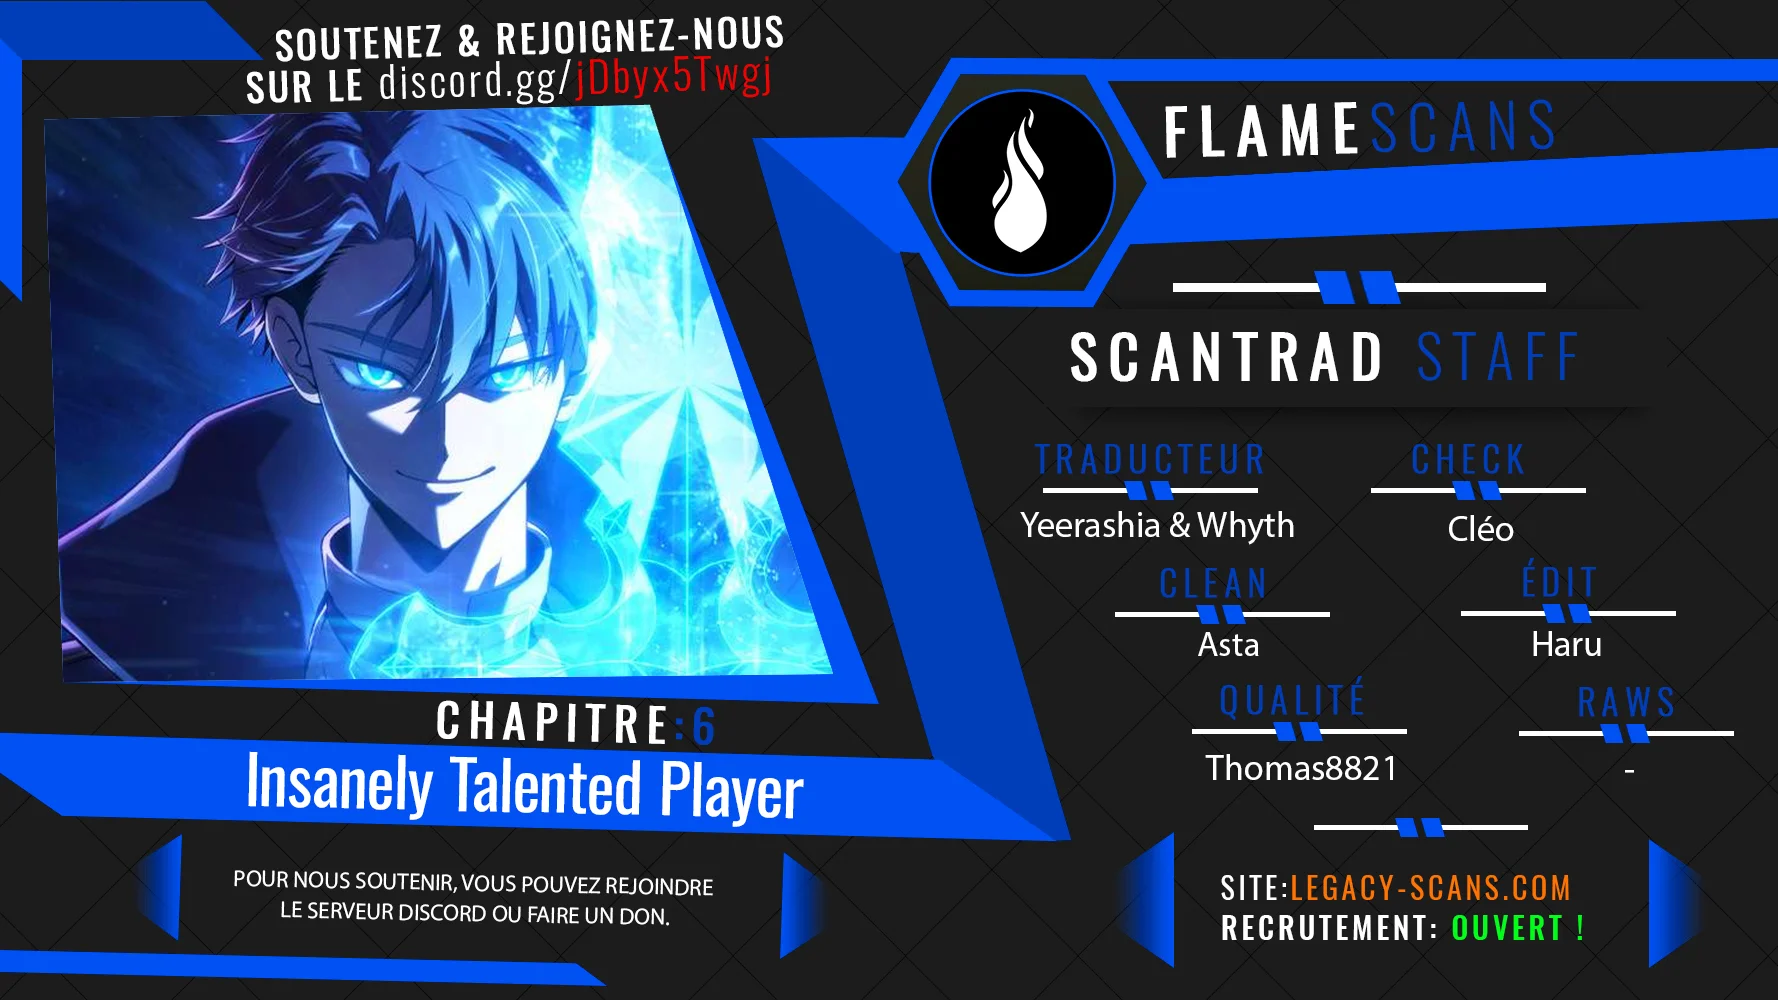 SOUTENEZ & REJOIGNEZ-NOUS
SUR LE discord.gg/jDbyx5Twgj
FLAMESCANS
SCANTRAD STAFF
TRADUCTEUR
Yeerashia & Whyth
CHECK
Cléo
CLEAN
Asta
ÉDIT
Haru
QUALITÉ
Thomas8821
RAWS
-
CHAPITRE:6
Insanely Talented Player
POUR NOUS SOUTENIR, VOUS POUVEZ REJOINDRE
LE SERVEUR DISCORD OU FAIRE UN DON.
SITE:LEGACY-SCANS.COM
RECRUTEMENT: OUVERT !